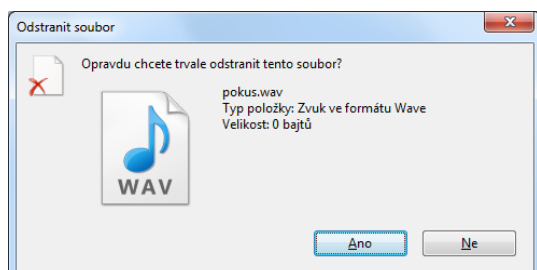 Odstranit soubor
Opravdu chcete trvale odstranit tento soubor?
pokus.wav
Typ položky: Zvuk ve formátu Wave
Velikost: 0 bajtů
WAV
Ano
Ne